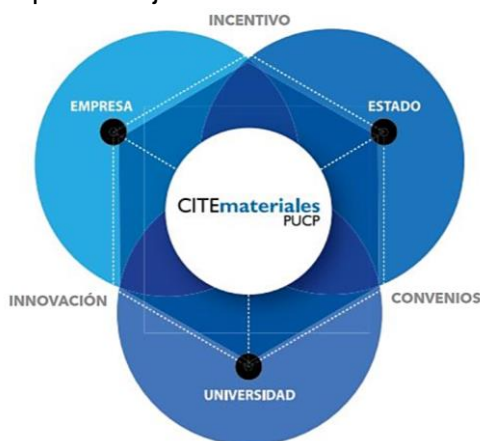 INCENTIVO
EMPRESA
ESTADO
CITEmateriales
PUCP
INNOVACIÓN
CONVENIOS
UNIVERSIDAD